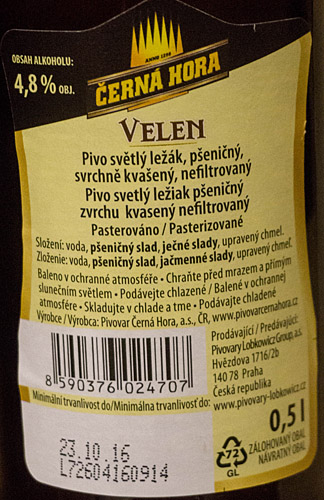 ANNO 1298
OBSAH ALKOHOLU:
4,8 % OBJ.
ČERNÁ HORA
VELEN
Pivo světlý ležák, pšeničný,
svrchně kvašený, nefiltrovaný
Pivo svetlý ležiak pšeničný
zvrchu kvasený nefiltrovaný
Pasterováno / Pasterizované
Složení: voda, pšeničný slad, ječné slady, upravený chmel.
Zloženie: voda, pšeničný slad, jačmenné slady, upravený chmeľ.
Baleno v ochranné atmosféře • Chraňte před mrazem a přímým
slunečním světlem • Podávejte chlazené / Balené v ochrannej
atmosfére • Skladujte v chlade a tme • Podávajte chladené
Výrobce / Výrobca: Pivovar Černá Hora, a.s., ČR, www.pivovarcernahora.cz
Prodávající / Predávajúci:
Pivovary Lobkowicz Group, a.s.
Hvězdova 1716/2b
140 78 Praha
Česká republika
www.pivovary-lobkowicz.cz
8 590376 024707
Minimální trvanlivost do/Minimálna trvanlivosť do:
0,5 l
23.10.16
L72604160914
72
GL
ZÁLOHOVANÝ OBAL
NÁVRATNÝ OBAL